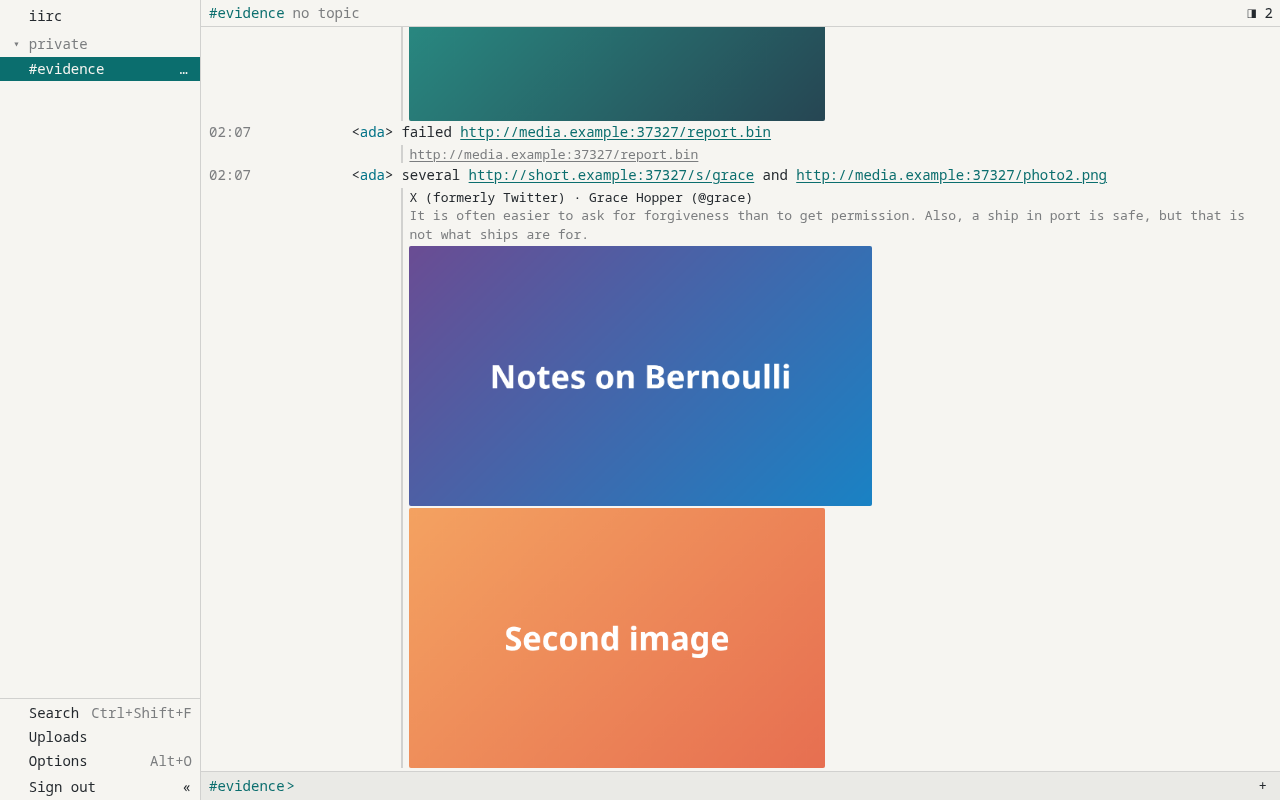 iirc
▾ private
#evidence …
Search Ctrl+Shift+F
Uploads
Options Alt+O
Sign out «
#evidence no topic ◨ 2
02:07 <ada> failed http://media.example:37327/report.bin
http://media.example:37327/report.bin
02:07 <ada> several http://short.example:37327/s/grace and http://media.example:37327/photo2.png
X (formerly Twitter) · Grace Hopper (@grace)
It is often easier to ask for forgiveness than to get permission. Also, a ship in port is safe, but that is
not what ships are for.
Notes on Bernoulli
Second image
#evidence> +